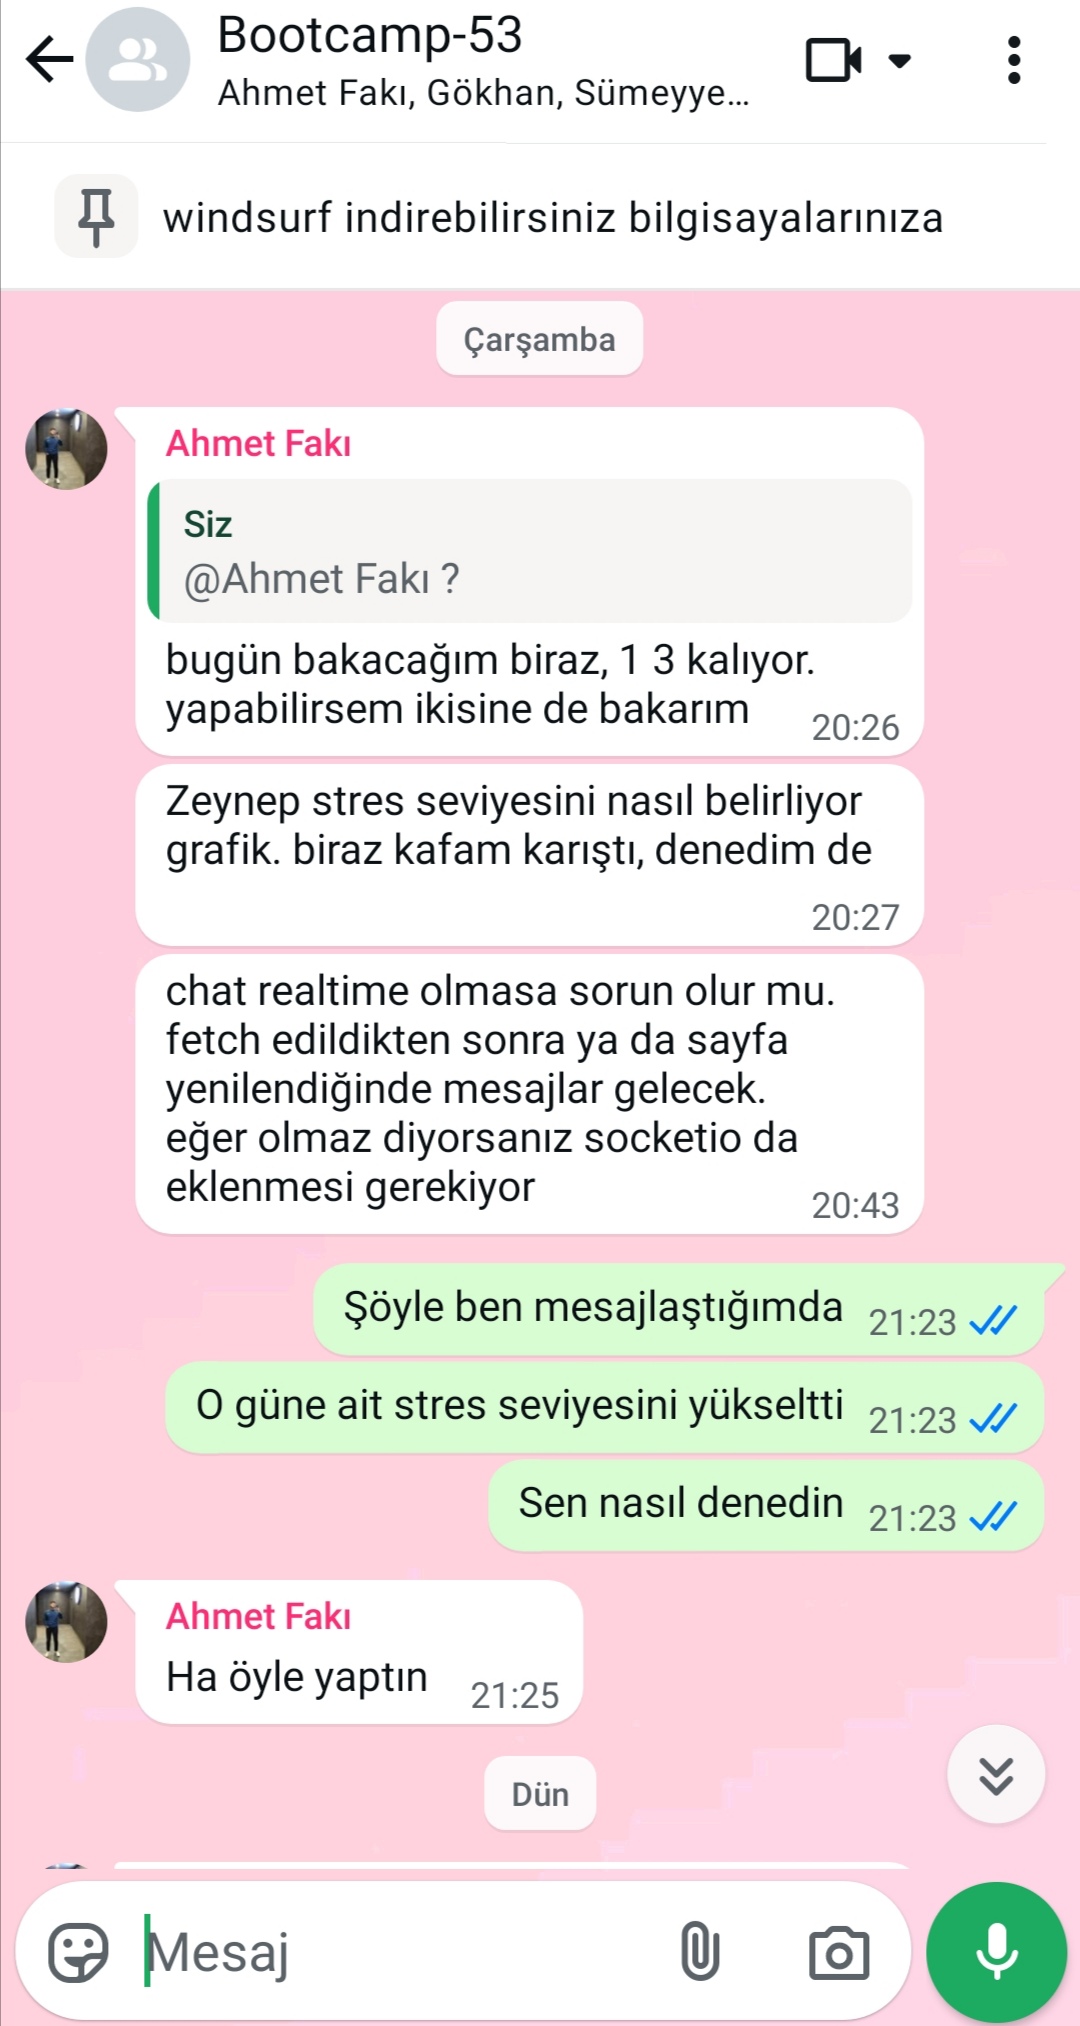 Bootcamp-53
Ahmet Fakı, Gökhan, Sümeyye...
windsurf indirebilirsiniz bilgisayalarınıza
Çarşamba
Ahmet Fakı
Siz
@Ahmet Fakı ?
bugün bakacağım biraz, 1 3 kalıyor.
yapabilirsem ikisine de bakarım
20:26
Zeynep stres seviyesini nasıl belirliyor
grafik. biraz kafam karıştı, denedim de
20:27
chat realtime olmasa sorun olur mu.
fetch edildikten sonra ya da sayfa
yenilendiğinde mesajlar gelecek.
eğer olmaz diyorsanız socketio da
eklenmesi gerekiyor
20:43
Şöyle ben mesajlaştığımda 21:23
O güne ait stres seviyesini yükseltti 21:23
Sen nasıl denedin 21:23
Ahmet Fakı
Ha öyle yaptın 21:25
Dün
Mesaj